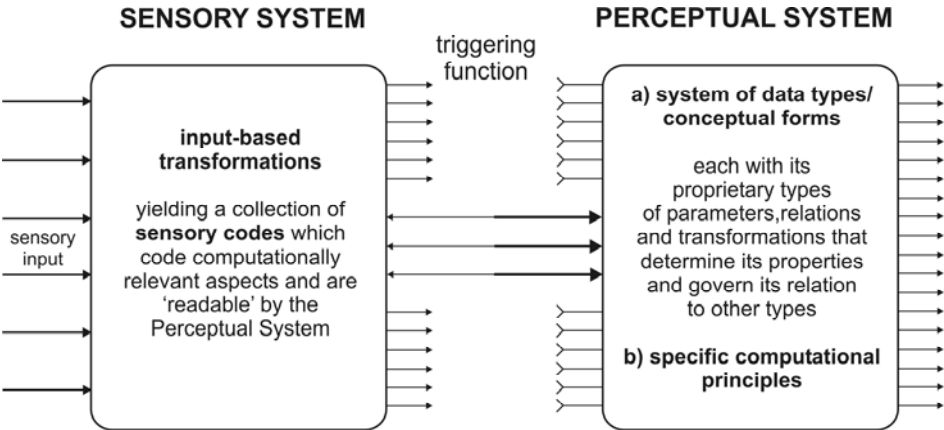 SENSORY SYSTEM
PERCEPTUAL SYSTEM
triggering
function
sensory
input
input-based
transformations
yielding a collection of
sensory codes which
code computationally
relevant aspects and are
‘readable’ by the
Perceptual System
a) system of data types/
conceptual forms
each with its
proprietary types
of parameters,relations
and transformations that
determine its properties
and govern its relation
to other types
b) specific computational
principles